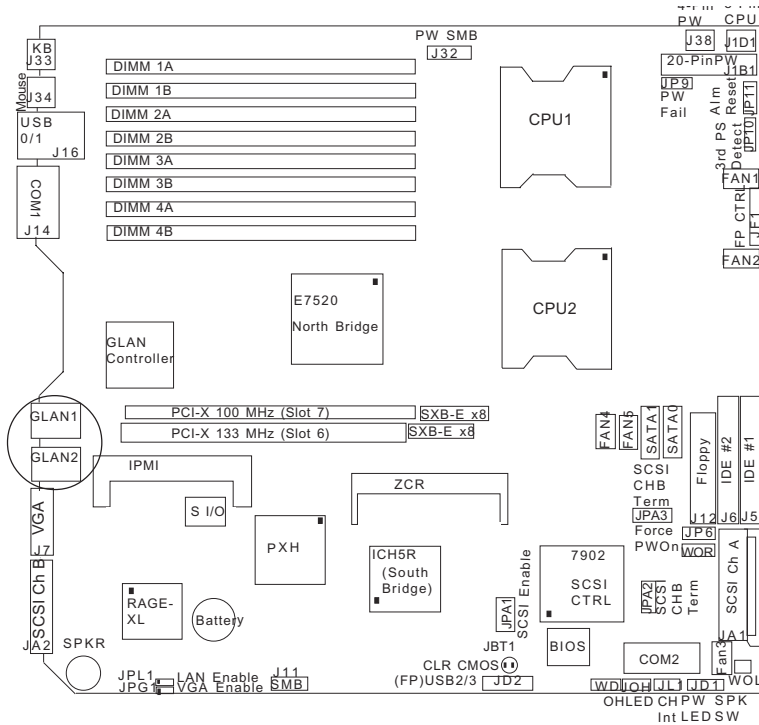 4-Pin
PW
CPU
J38
J1D1
20-PinPW
J1B1
JP9
PW
Fail
3rd PS Alm
Detect
Reset
JP11
JP10
KB
J33
Mouse
J34
USB
0/1
J16
COM1
J14
PW SMB
J32
DIMM 1A
DIMM 1B
DIMM 2A
DIMM 2B
DIMM 3A
DIMM 3B
DIMM 4A
DIMM 4B
CPU1
FAN1
FP CTRL
JF1
FAN2
CPU2
E7520
North Bridge
GLAN
Controller
GLAN1
GLAN2
PCI-X 100 MHz (Slot 7)
SXB-E x8
PCI-X 133 MHz (Slot 6)
SXB-E x8
FAN4
FAN5
SATA1
SATA0
Floppy
J12
IDE #2
J6
IDE #1
J5
IPMI
ZCR
SCSI
CHB
Term
JPA3
Force
PWOn
JP6
WOR
S I/O
VGA
J7
PXH
ICH5R
(South
Bridge)
7902
SCSI
CTRL
SCSI Enable
JPA1
JPA2
SCSI
CHB
Term
SCSI Ch A
JA1
SCSI Ch B
JA2
RAGE-
XL
Battery
SPKR
JPL1
LAN Enable
JPG1
VGA Enable
J11
SMB
JBT1
CLR CMOS
(FP)USB2/3
JD2
BIOS
COM2
Fan3
WOL
WD
JOH
JL1
JD1
OHLED
CH
Int
PW
LED
SPK
SW